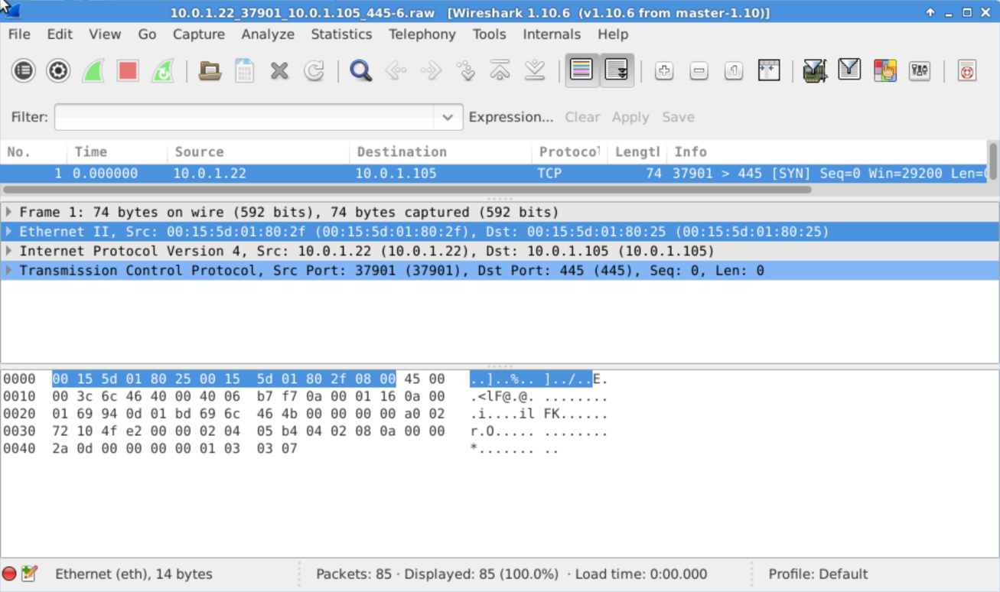 10.0.1.22_37901_10.0.1.105_445-6.raw [Wireshark 1.10.6 (v1.10.6 from master-1.10)]
File Edit View Go Capture Analyze Statistics Telephony Tools Internals Help
Filter: Expression... Clear Apply Save
No. Time Source Destination Protocol Lengtl Info
1 0.000000 10.0.1.22 10.0.1.105 TCP 74 37901 > 445 [SYN] Seq=0 Win=29200 Len=0
Frame 1: 74 bytes on wire (592 bits), 74 bytes captured (592 bits)
Ethernet II, Src: 00:15:5d:01:80:2f (00:15:5d:01:80:2f), Dst: 00:15:5d:01:80:25 (00:15:5d:01:80:25)
Internet Protocol Version 4, Src: 10.0.1.22 (10.0.1.22), Dst: 10.0.1.105 (10.0.1.105)
Transmission Control Protocol, Src Port: 37901 (37901), Dst Port: 445 (445), Seq: 0, Len: 0
0000 00 15 5d 01 80 25 00 15 5d 01 80 2f 08 00 45 00 ..]..%.. ]../..E.
0010 00 3c 6c 46 40 00 40 06 b7 f7 0a 00 01 16 0a 00 .<lF@.@. ........
0020 01 69 94 0d 01 bd 69 6c 46 4b 00 00 00 00 a0 02 .i....il FK......
0030 72 10 4f e2 00 00 02 04 05 b4 04 02 08 0a 00 00 r.O..... ........
0040 2a 0d 00 00 00 00 01 03 03 07 *....... ..
Ethernet (eth), 14 bytes Packets: 85 · Displayed: 85 (100.0%) · Load time: 0:00.000 Profile: Default